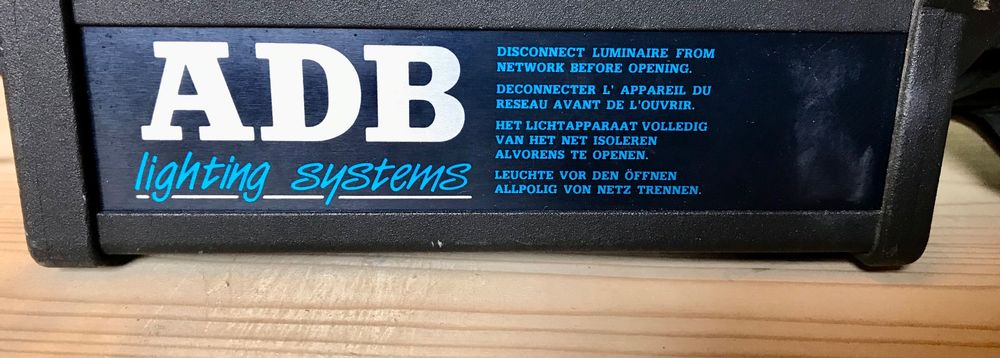 ADB
lighting systems
DISCONNECT LUMINAIRE FROM
NETWORK BEFORE OPENING.
DECONNECTER L' APPAREIL DU
RESEAU AVANT DE L'OUVRIR.
HET LICHTAPPARAAT VOLLEDIG
VAN HET NET ISOLEREN
ALVORENS TE OPENEN.
LEUCHTE VOR DEN ÖFFNEN
ALLPOLIG VON NETZ TRENNEN.